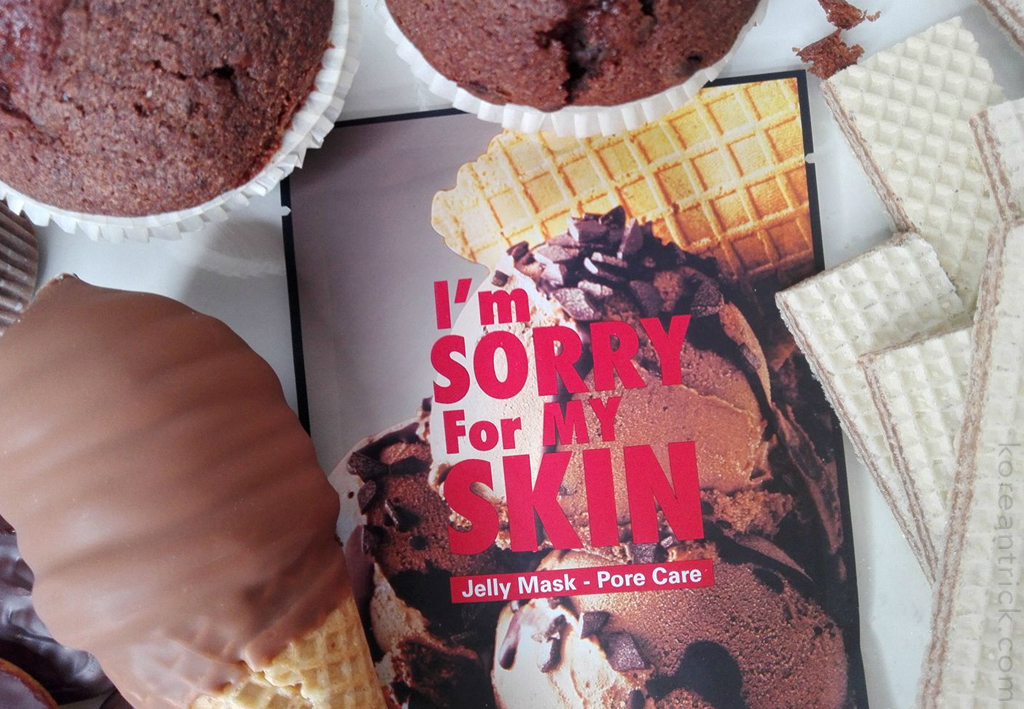 I'm
SORRY
For MY
SKIN
Jelly Mask - Pore Care
koreantrick.com